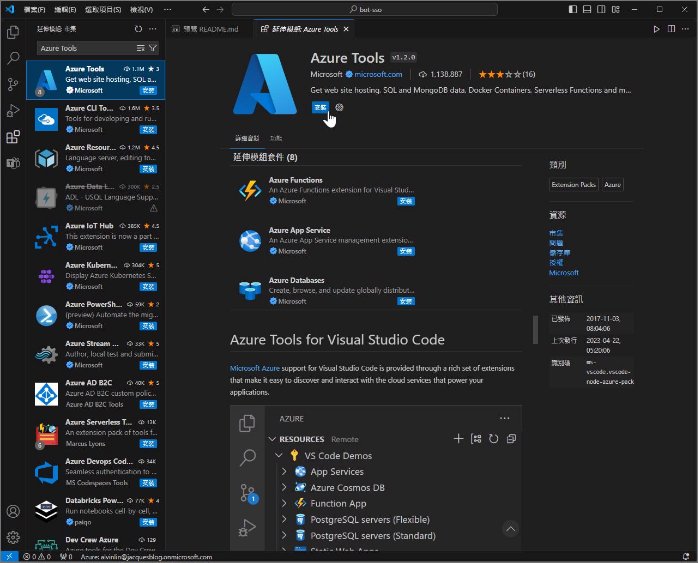 檔案(F) 編輯(E) 選取項目(S) 檢視(V) ··· bot-sso
延伸模組: 市集
Azure Tools
Azure Tools 1.1M ★ 3
Get web site hosting, SQL a...
Microsoft 安裝
Azure CLI To... 1.6M ★ 3.5
Tools for developing and ru...
Microsoft 安裝
Azure Resour... 1.2M ★ 4.5
Language server, editing to...
Microsoft 安裝
Azure Data L... 300K ★ 2.5
ADL - USQL Language Supp...
Microsoft
Azure IoT Hub 385K ★ 4.5
This extension is now a part ...
Microsoft 安裝
Azure Kubern... 304K ★ 5
Display Azure Kubernetes S...
Microsoft 安裝
Azure PowerSh... 59K ★ 2
(preview) Automate the mig...
Microsoft 安裝
Azure Stream ... 33K ★ 5
Author, local test and submi...
Microsoft 安裝
Azure AD B2C 40K ★ 5
Azure AD B2C custom polic...
Azure AD B2C Tools 安裝
Azure Serverless T... 13K
An extension pack of tools f...
Marcus Lyons 安裝
Azure Devops Cod... 34K
Seamless authentication to ...
MS Codespaces Tools 安裝
Databricks Pow... 77K ★ 4
Run notebooks cell-by-cell, ...
paiqo 安裝
Dev Crew Azure 129
Azure tools for the Dev Crew
預覽 README.md
延伸模組: Azure Tools
Azure Tools v1.2.0
Microsoft microsoft.com 1,138,887 (16)
Get web site hosting, SQL and MongoDB data, Docker Containers, Serverless Functions and m...
安裝
詳細資料 功能
延伸模組套件 (8)
Azure Functions
An Azure Functions extension for Visual Stud...
Microsoft 安裝
Azure App Service
An Azure App Service management extensio...
Microsoft 安裝
Azure Databases
Create, browse, and update globally distribut...
Microsoft 安裝
Azure Tools for Visual Studio Code
Microsoft Azure support for Visual Studio Code is provided through a rich set of extensions
that make it easy to discover and interact with the cloud services that power your
applications.
AZURE ···
RESOURCES Remote
VS Code Demos
App Services
Azure Cosmos DB
1
Function App
PostgreSQL servers (Flexible)
PostgreSQL servers (Standard)
Static Web Apps
類別
Extension Packs Azure
資源
市集
問題
存放庫
授權
Microsoft
其他資訊
已發佈 2017-11-03, 08:04:06
上次發行 2022-04-22, 05:20:06
識別碼 ms-vscode.vscode-node-azure-pack
0 0 0 Azure: alvinlin@jacquesblog.onmicrosoft.com